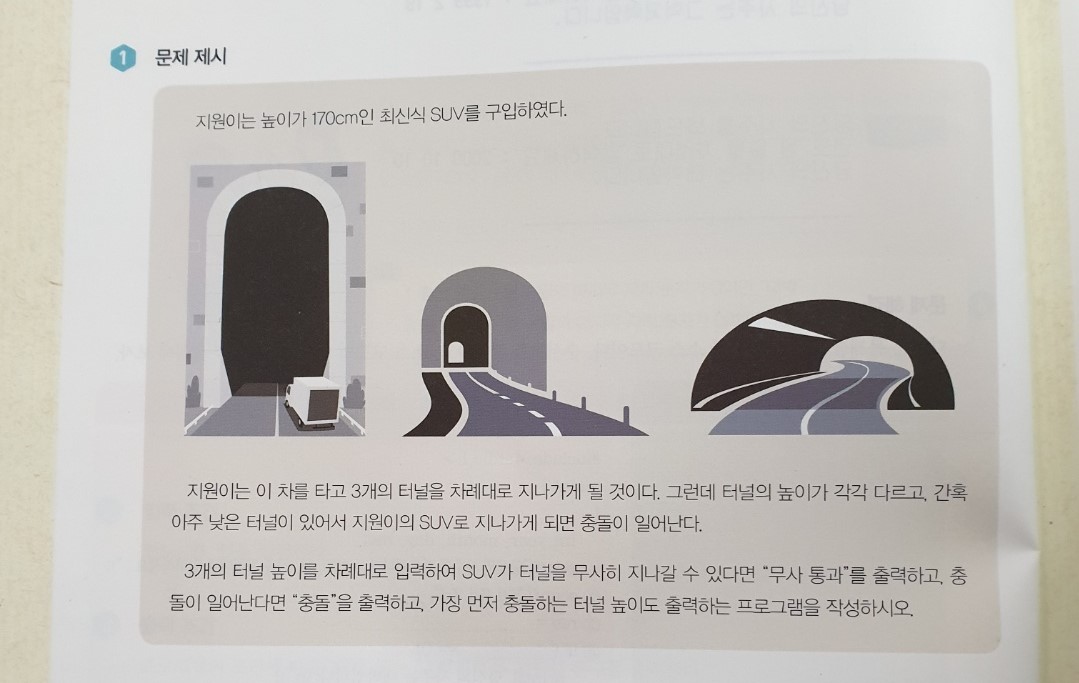 1 문제 제시
지원이는 높이가 170cm인 최신식 SUV를 구입하였다.
지원이는 이 차를 타고 3개의 터널을 차례대로 지나가게 될 것이다. 그런데 터널의 높이가 각각 다르고, 간혹
아주 낮은 터널이 있어서 지원이의 SUV로 지나가게 되면 충돌이 일어난다.
3개의 터널 높이를 차례대로 입력하여 SUV가 터널을 무사히 지나갈 수 있다면 “무사 통과”를 출력하고, 충
돌이 일어난다면 “충돌”을 출력하고, 가장 먼저 충돌하는 터널 높이도 출력하는 프로그램을 작성하시오.